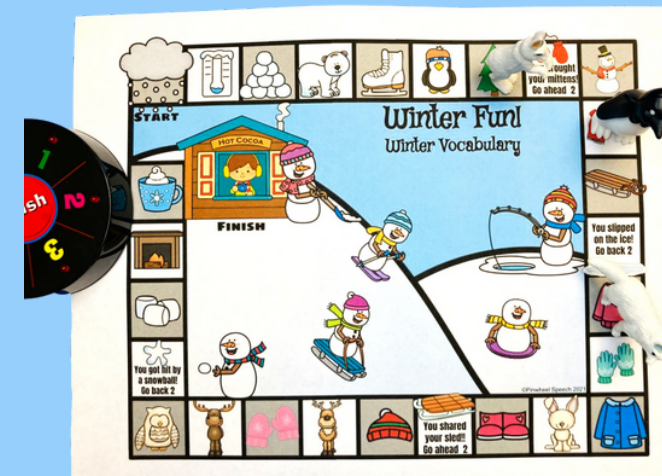 Winter Fun!
Winter Vocabulary
START
HOT COCOA
FINISH
your mittens!
Go ahead 2
You slipped
on the ice!
Go back 2
You got hit by
a snowball!
Go back 2
You shared
your sled!!
Go ahead 2
©Pinwheel Speech 2021
1
2
3